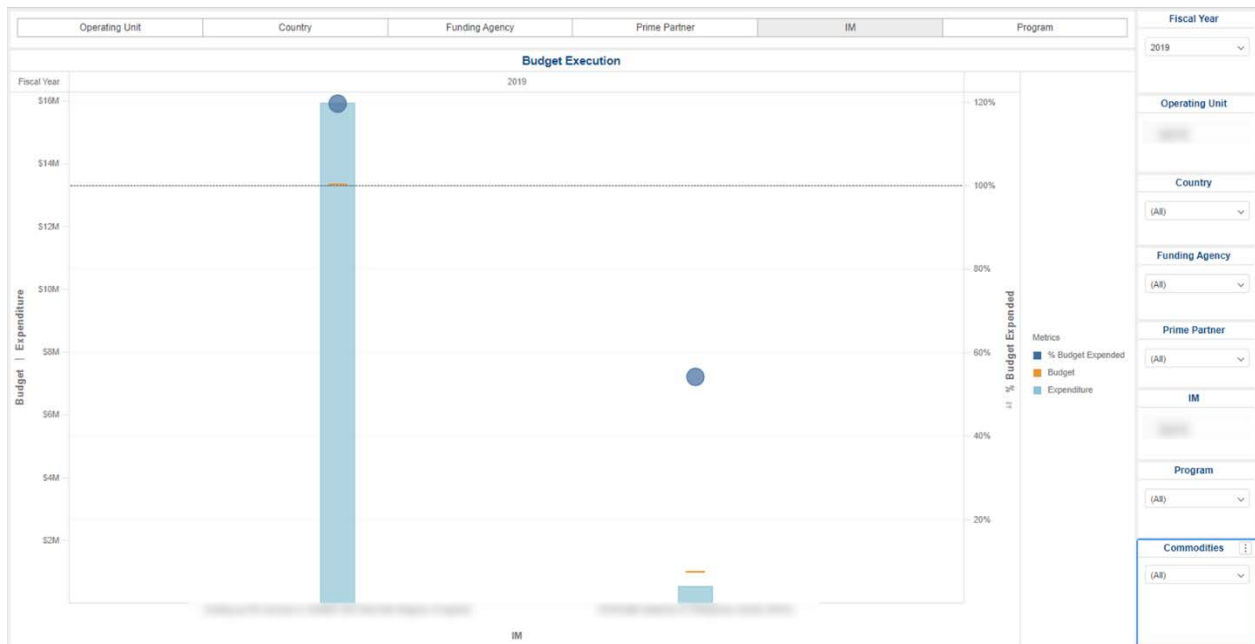 Operating Unit
Country
Funding Agency
Prime Partner
IM
Program
Budget Execution
Fiscal Year
2019
$16M
$14M
$12M
$10M
$8M
$6M
$4M
$2M
Budget | Expenditure
120%
100%
80%
60%
40%
20%
% Budget Expended
IM
Metrics
% Budget Expended
Budget
Expenditure
Fiscal Year
2019
Operating Unit
Country
(All)
Funding Agency
(All)
Prime Partner
(All)
IM
Program
(All)
Commodities
(All)